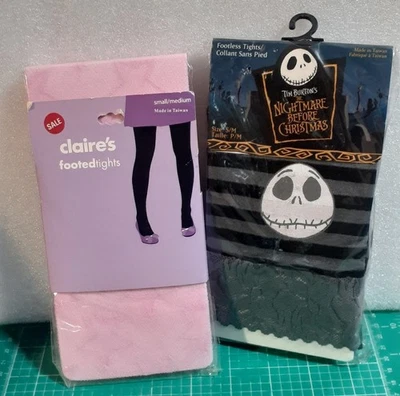 small/medium
Made in Taiwan
SALE
claire's
footedtights
Footless Tights/
Collant Sans Pied
Made in Taiwan
Fabriqué à Taiwan
TIM BURTON'S
THE
NIGHTMARE
BEFORE
CHRISTMAS
Size S/M
Taille P/M